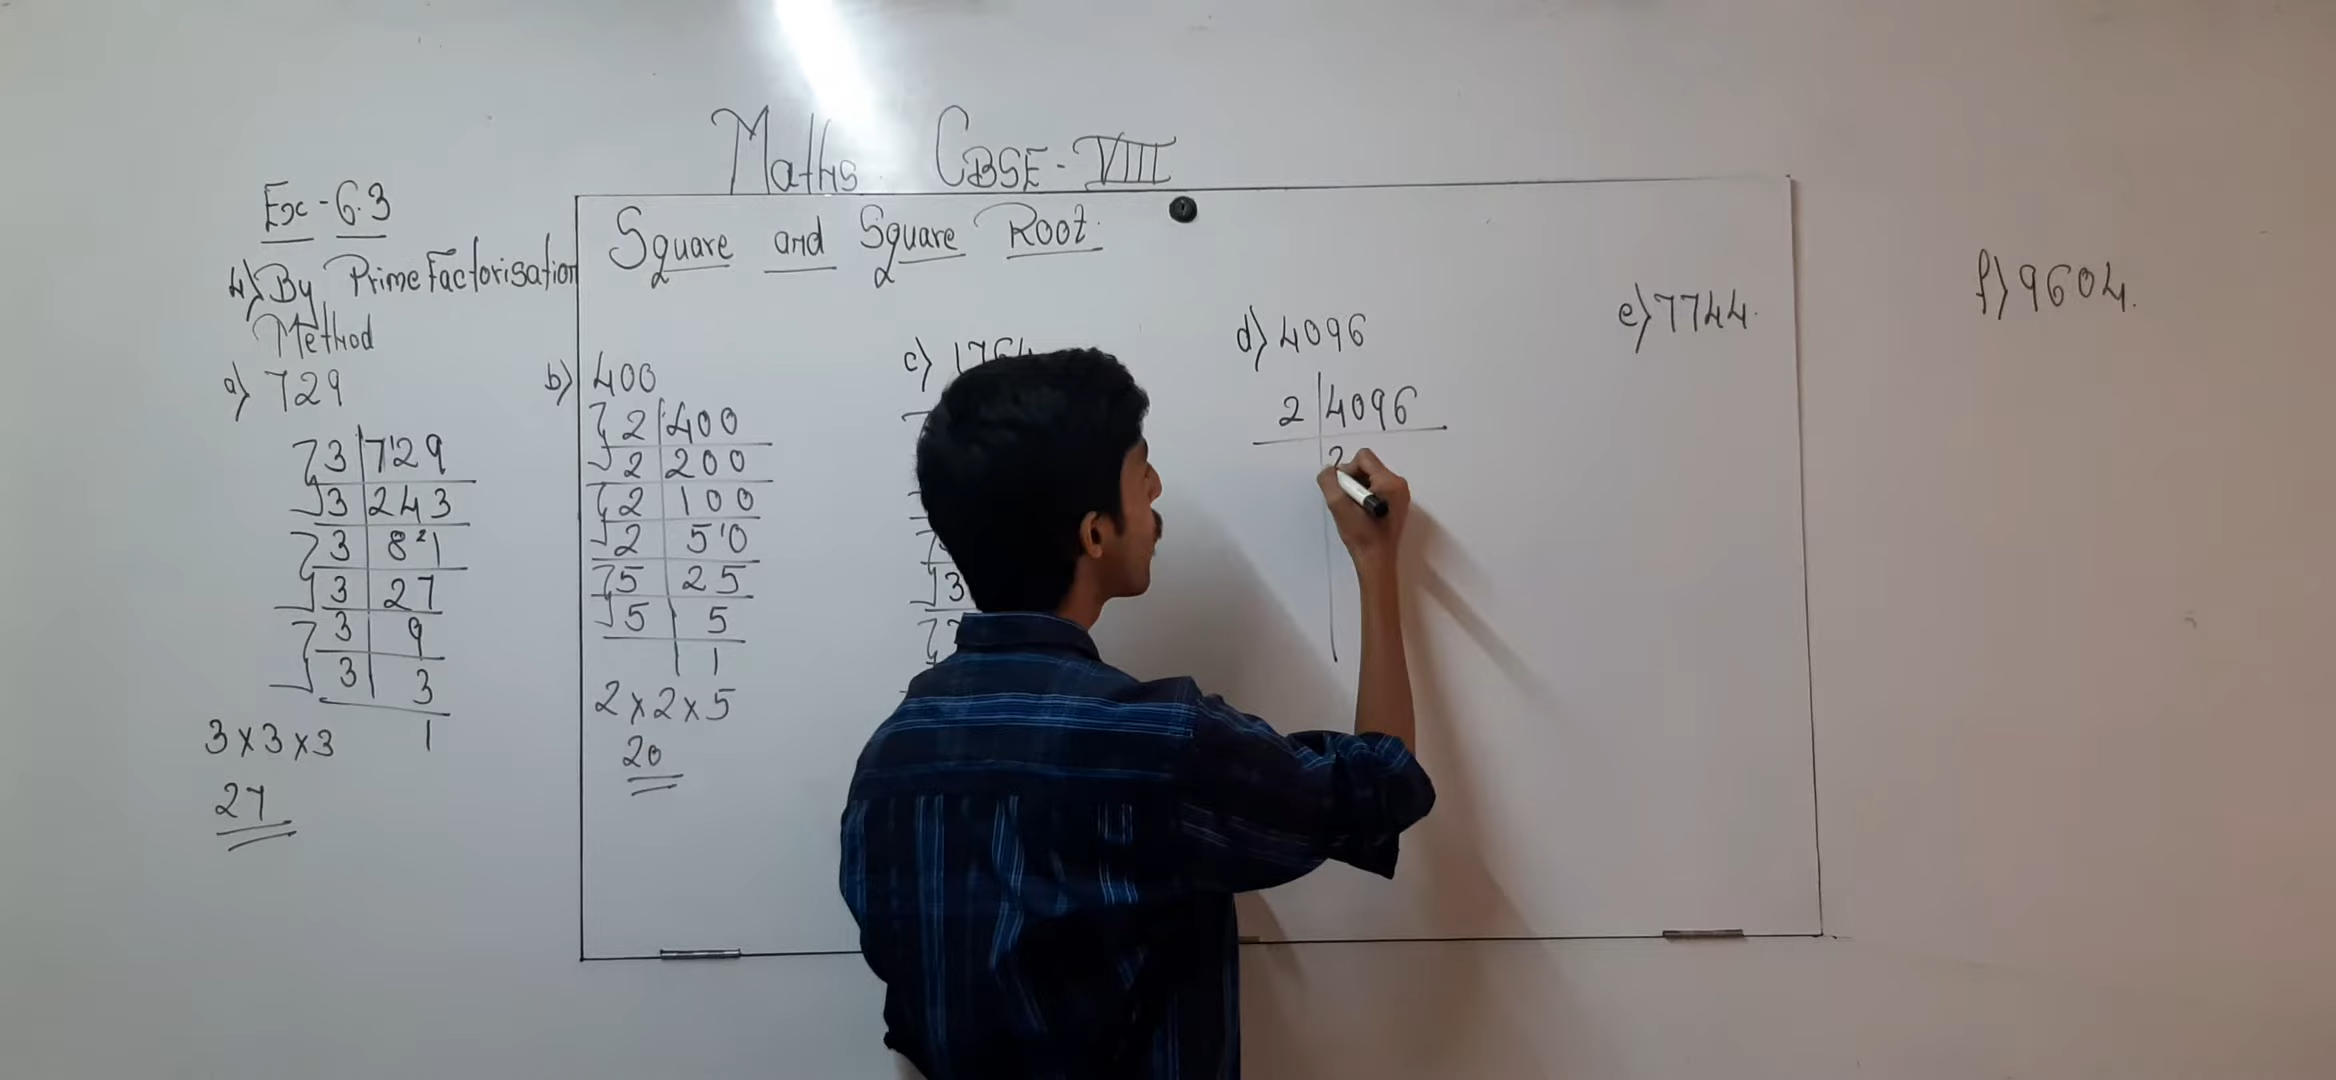 Maths CBSE-VIII
Exc-6.3
Square and Square Root.
4) By Prime Factorisation
Method
a) 729
3 | 729
3 | 243
3 | 81
3 | 27
3 | 9
3 | 3
1
3 x 3 x 3
27
b) 400
2 | 400
2 | 200
2 | 100
2 | 50
5 | 25
5 | 5
1
2 x 2 x 5
20
c)
3
d) 4096
2 | 4096
2
e) 7744.
f) 9604.